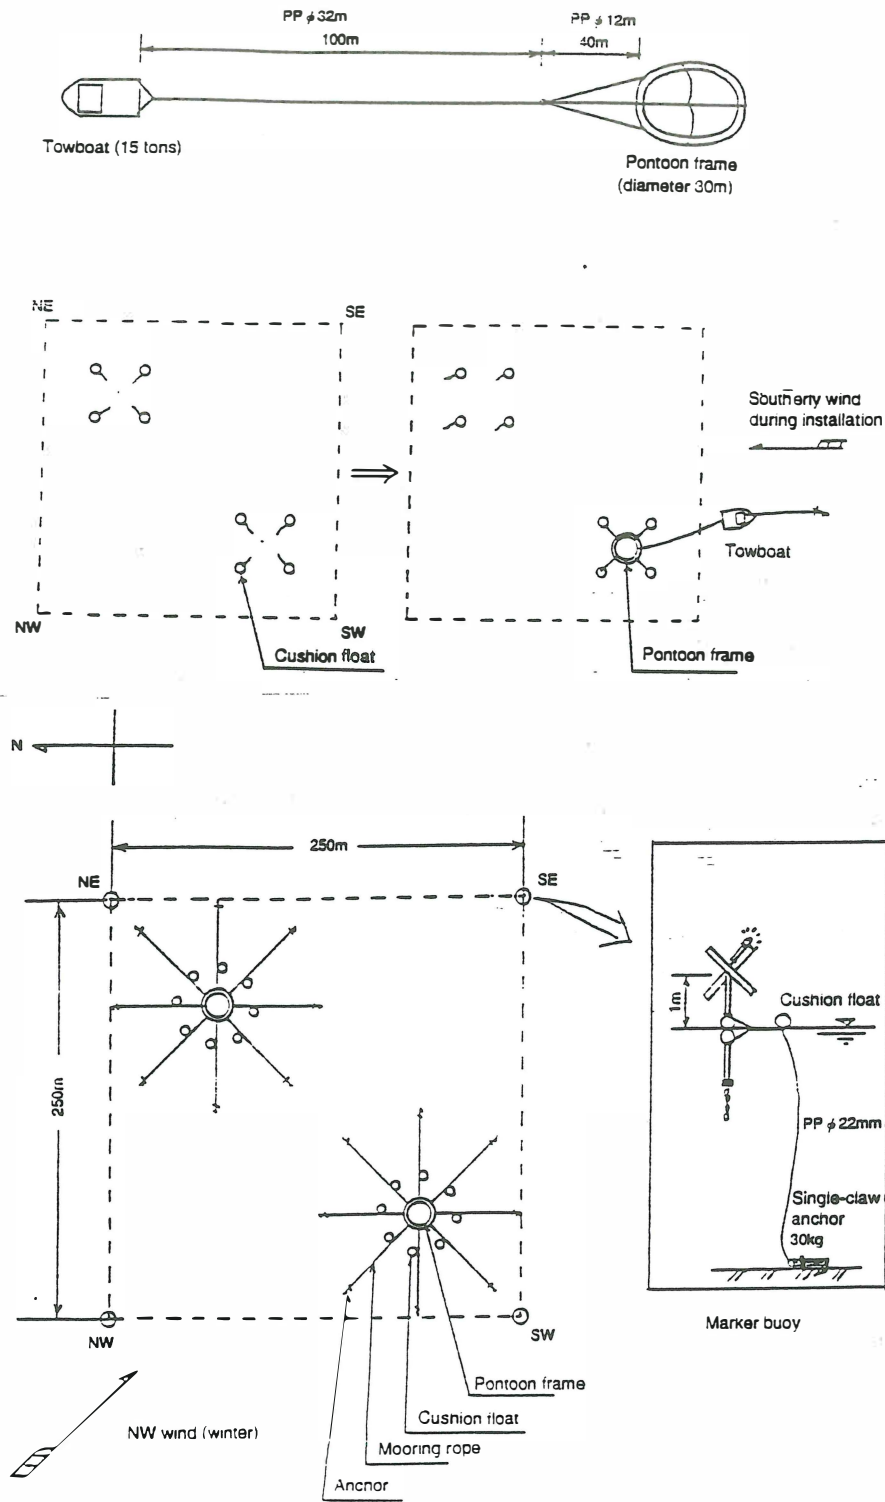 PP ϕ 32m
PP ϕ 12m
100m
40m
Towboat (15 tons)
Pontoon frame
(diameter 30m)
NE
SE
Southerly wind
during installation
Towboat
NW
SW
Cushion float
Pontoon frame
N
250m
NE
SE
250m
1m
Cushion float
PP ϕ 22mm
Single-claw
anchor
30kg
NW
SW
Marker buoy
Pontoon frame
Cushion float
NW wind (winter)
Mooring rope
Anchor